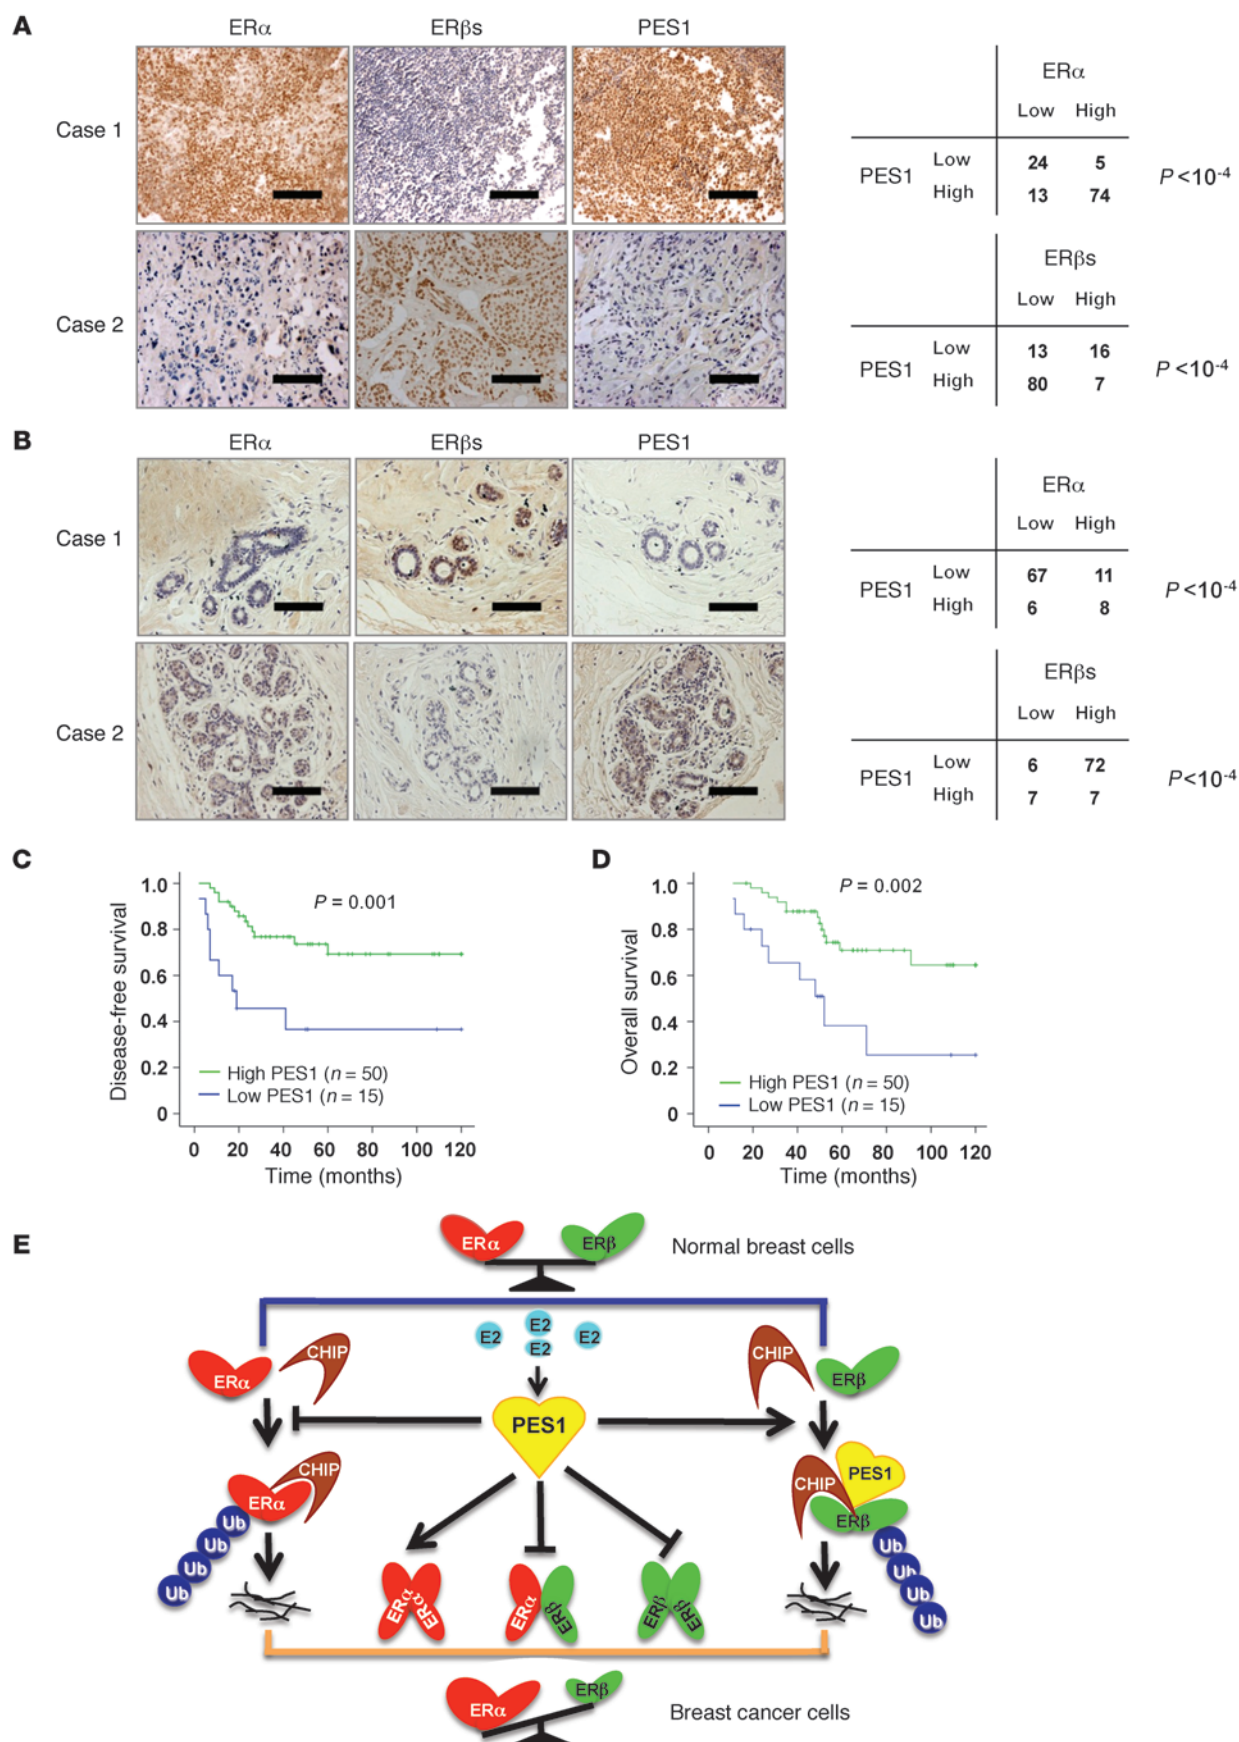 A
ERα ERβs PES1
Case 1
Case 2
ERα
Low High
PES1 Low 24 5
High 13 74
P <10-4
ERβs
Low High
PES1 Low 13 16
High 80 7
P <10-4
B
ERα ERβs PES1
Case 1
Case 2
ERα
Low High
PES1 Low 67 11
High 6 8
P <10-4
ERβs
Low High
PES1 Low 6 72
High 7 7
P<10-4
C
Disease-free survival
1.0
0.8
0.6
0.4
0.2
0
P = 0.001
High PES1 (n = 50)
Low PES1 (n = 15)
0 20 40 60 80 100 120
Time (months)
D
Overall survival
1.0
0.8
0.6
0.4
0.2
0
P = 0.002
High PES1 (n = 50)
Low PES1 (n = 15)
0 20 40 60 80 100 120
Time (months)
E
ERα ERβ Normal breast cells
E2 E2 E2 E2
ERα CHIP
CHIP ERβ
PES1
CHIP ERα
Ub Ub Ub Ub
CHIP PES1 ERβ
Ub Ub Ub Ub
ERα ERα
ERα ERβ
ERβ ERβ
ERα ERβ Breast cancer cells